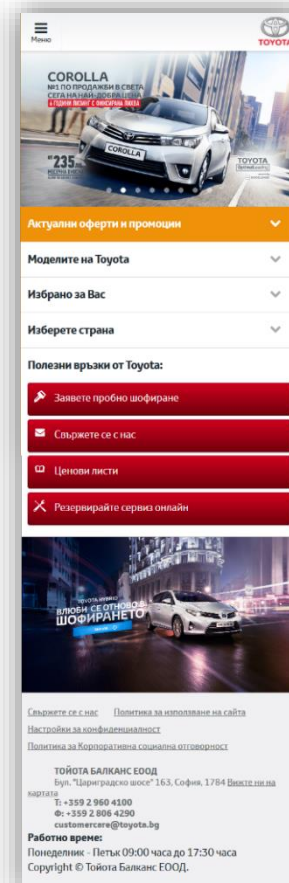 Меню
TOYOTA
COROLLA
№1 ПО ПРОДАЖБИ В СВЕТА
СЕГА НА НАЙ-ДОБРА ЦЕНА
235
COROLLA
TOYOTA
Актуални оферти и промоции
Моделите на Toyota
Избрано за Вас
Изберете страна
Полезни връзки от Toyota:
Заявете пробно шофиране
Свържете се с нас
Ценови листи
Резервирайте сервиз онлайн
TOYOTA HYBRID
ВЛЮБИ СЕ ОТНОВО В
ШОФИРАНЕТО
Свържете се с нас Политика за използване на сайта
Настройки за конфиденциалност
Политика за Корпоративна социална отговорност
ТОЙОТА БАЛКАНС ЕООД
Бул. "Цариградско шосе" 163, София, 1784 Вижте ни на
картата
Т: +359 2 960 4100
Ф: +359 2 806 4290
customercare@toyota.bg
Работно време:
Понеделник - Петък 09:00 часа до 17:30 часа
Copyright © Тойота Балканс ЕООД.